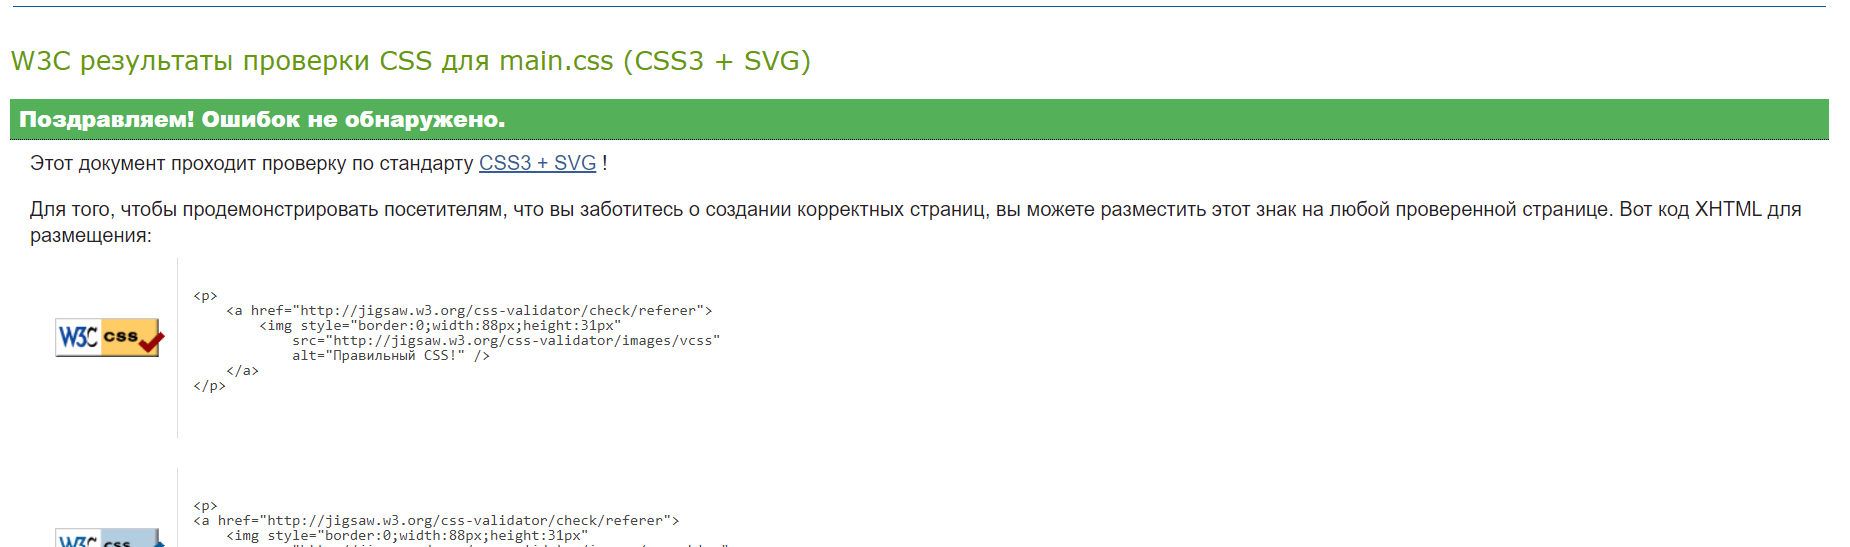 W3C результаты проверки CSS для main.css (CSS3 + SVG)
Поздравляем! Ошибок не обнаружено.
Этот документ проходит проверку по стандарту CSS3 + SVG !
Для того, чтобы продемонстрировать посетителям, что вы заботитесь о создании корректных страниц, вы можете разместить этот знак на любой проверенной странице. Вот код XHTML для
размещения:
<p>
<a href="http://jigsaw.w3.org/css-validator/check/referer">
<img style="border:0;width:88px;height:31px"
W3C css
src="http://jigsaw.w3.org/css-validator/images/vcss"
alt="Правильный CSS!" />
</a>
</p>
<p>
<a href="http://jigsaw.w3.org/css-validator/check/referer">
<img style="border:0;width:88px;height:31px"
W3C css